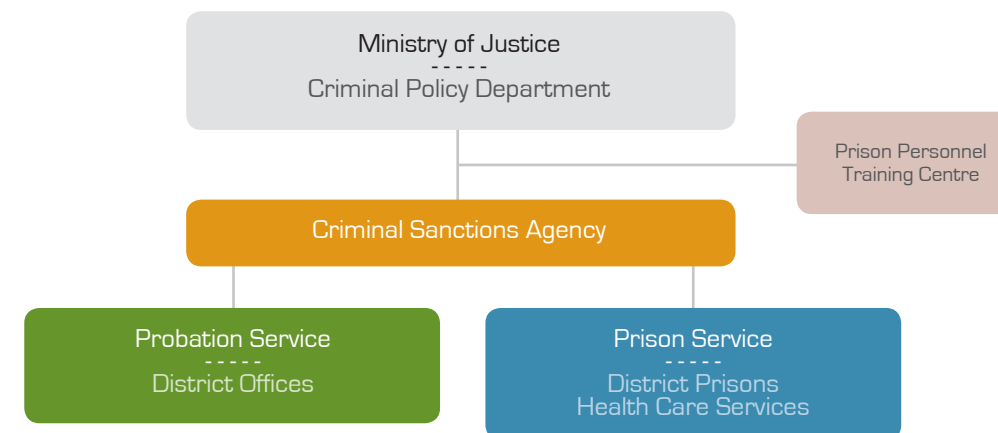 Ministry of Justice
- - - - -
Criminal Policy Department
Prison Personnel
Training Centre
Criminal Sanctions Agency
Probation Service
- - - - -
District Offices
Prison Service
- - - - -
District Prisons
Health Care Services